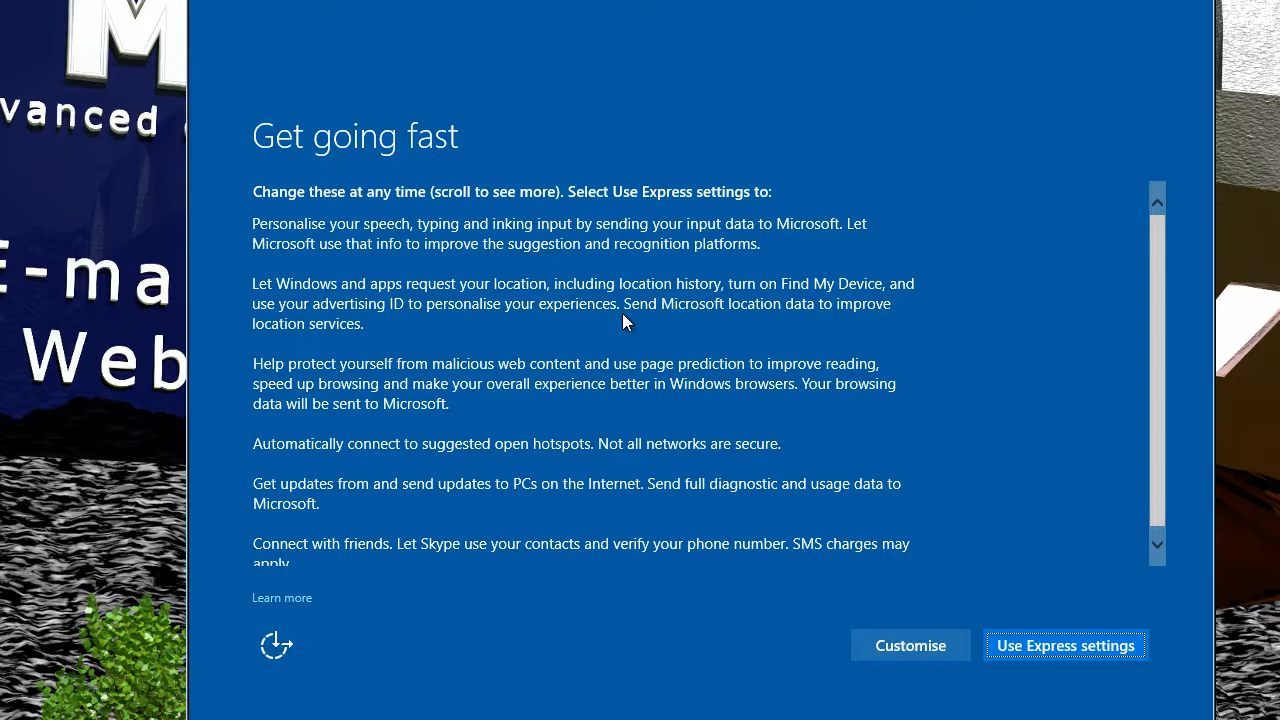 M
vanced
E-ma
Web
Get going fast
Change these at any time (scroll to see more). Select Use Express settings to:
Personalise your speech, typing and inking input by sending your input data to Microsoft. Let
Microsoft use that info to improve the suggestion and recognition platforms.
Let Windows and apps request your location, including location history, turn on Find My Device, and
use your advertising ID to personalise your experiences. Send Microsoft location data to improve
location services.
Help protect yourself from malicious web content and use page prediction to improve reading,
speed up browsing and make your overall experience better in Windows browsers. Your browsing
data will be sent to Microsoft.
Automatically connect to suggested open hotspots. Not all networks are secure.
Get updates from and send updates to PCs on the Internet. Send full diagnostic and usage data to
Microsoft.
Connect with friends. Let Skype use your contacts and verify your phone number. SMS charges may
apply
Learn more
Customise
Use Express settings